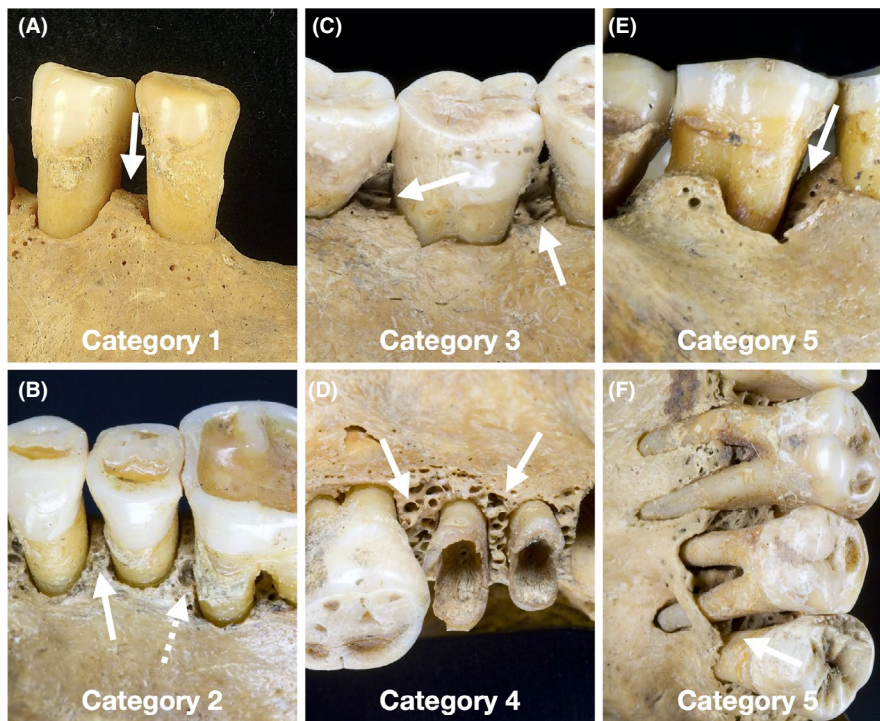 (A)
Category 1
(C)
Category 3
(E)
Category 5
(B)
Category 2
(D)
Category 4
(F)
Category 5